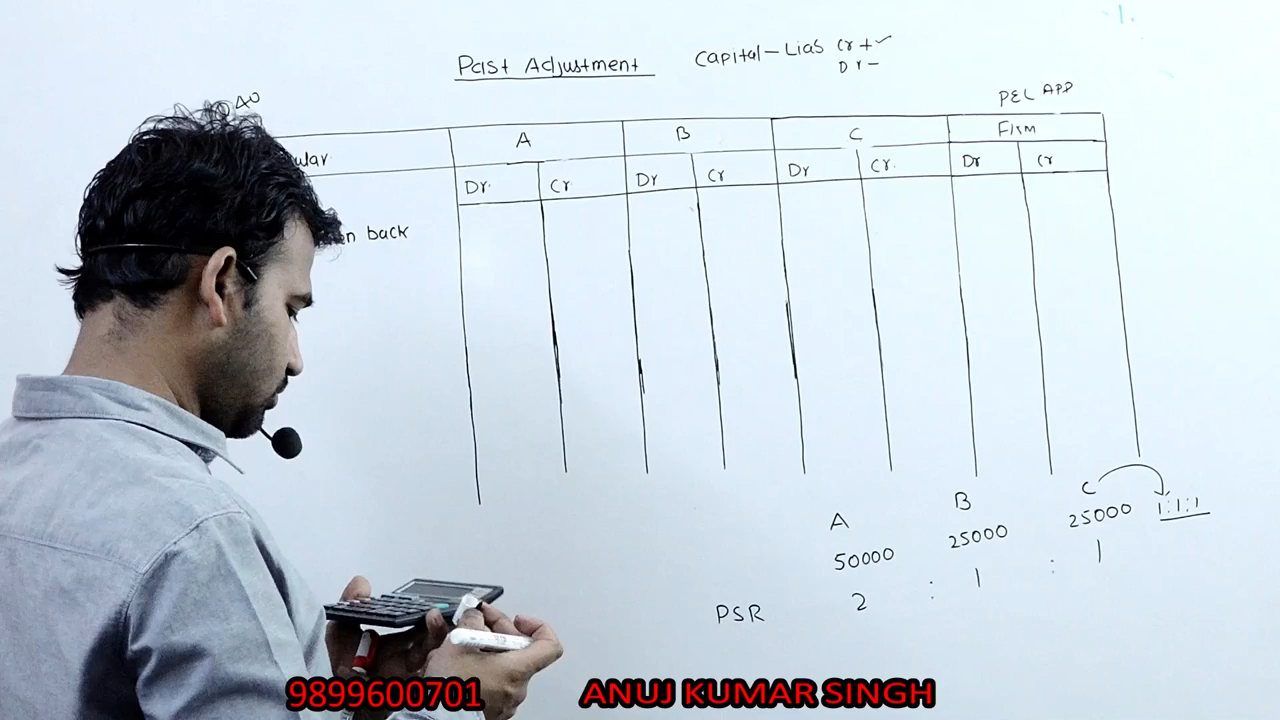 Past Adjustment
Capital - Lias Cr + ✓
Dr -
P&L APP
A B C Firm
Dr. Cr Dr Cr Dr Cr. Dr Cr
back
A B C
50000 25000 25000 1:1:1
PSR 2 : 1 : 1
9899600701 ANUJ KUMAR SINGH